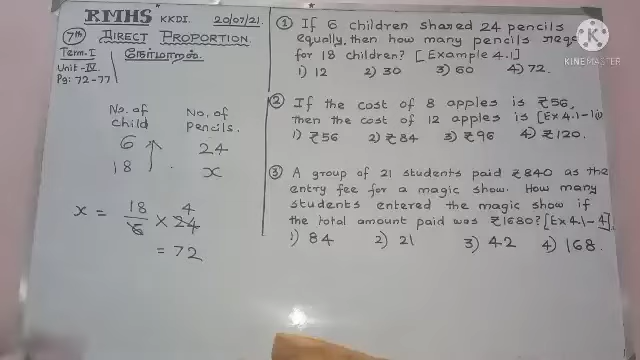 RMHS KKDI. 20/07/21.
7th DIRECT PROPORTION
Term.I நேர்மாறல்.
Unit-IV
Pg: 72-77
No. of No. of
Child Pencils.
6 24
18 x
x = 18/6 × 24 4
= 72
① If 6 children shared 24 pencils
equally, then how many pencils
for 18 children? [Example 4.1]
1) 12 2) 30 3) 60 4) 72.
② If the cost of 8 apples is ₹56,
then the cost of 12 apples is [Ex 4.1-1(i)
1) ₹56 2) ₹84 3) ₹96 4) ₹120.
③ A group of 21 students paid ₹840 as the
entry fee for a magic show. How many
students entered the magic show if
the total amount paid was ₹1680? [Ex 4.1-4].
1) 84 2) 21 3) 42 4) 168.
KINEMASTER